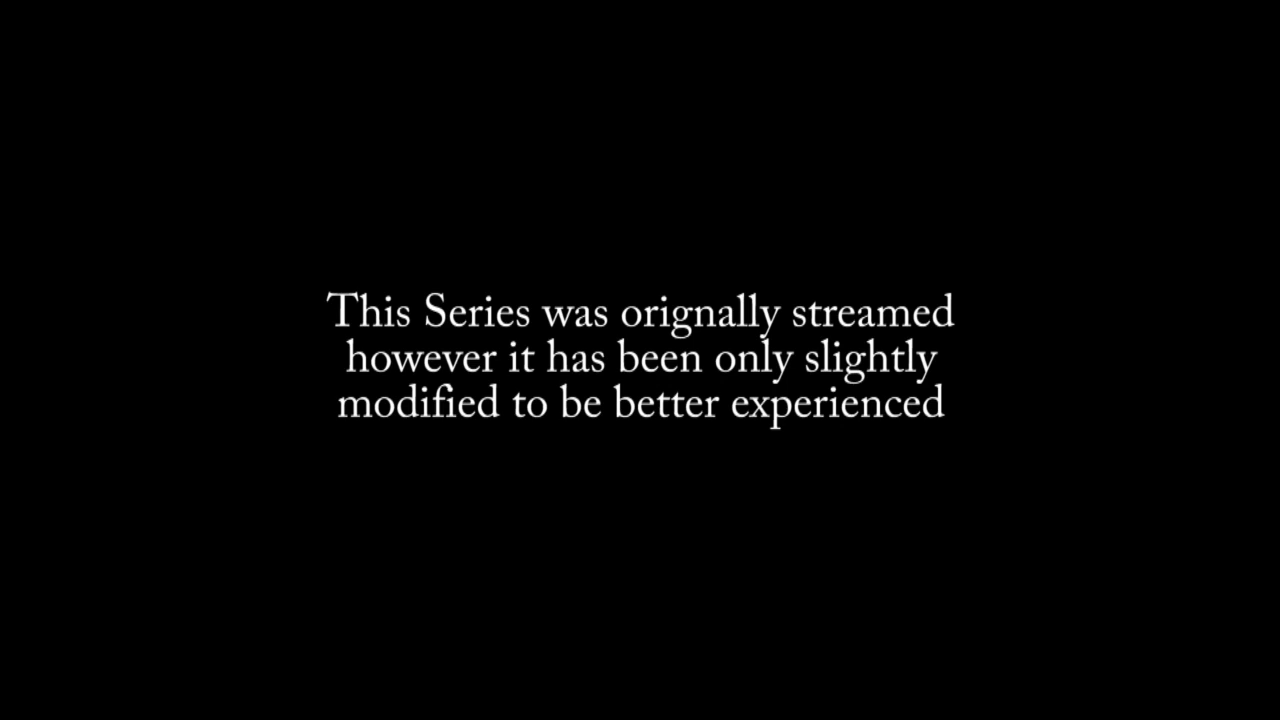 This Series was orignally streamed
however it has been only slightly
modified to be better experienced